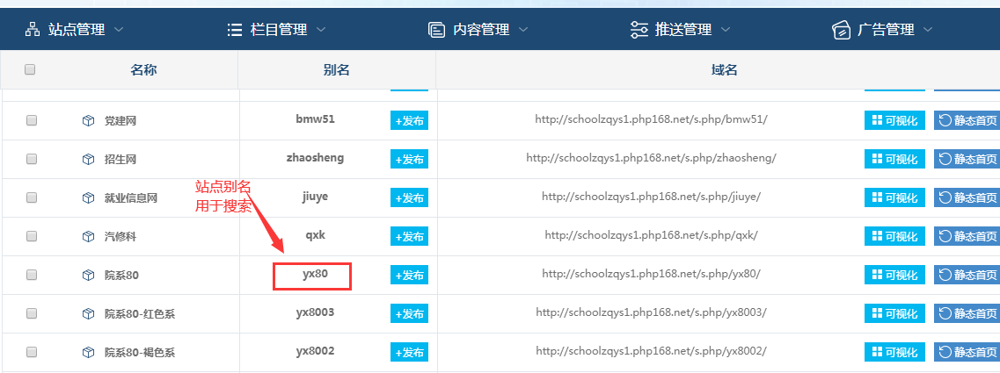 站点管理 栏目管理 内容管理 推送管理 广告管理
名称 别名 域名
党建网 bmw51 +发布 http://schoolzqys1.php168.net/s.php/bmw51/ 可视化 静态首页
招生网 zhaosheng +发布 http://schoolzqys1.php168.net/s.php/zhaosheng/ 可视化 静态首页
站点别名
用于搜索
就业信息网 jiuye +发布 http://schoolzqys1.php168.net/s.php/jiuye/ 可视化 静态首页
汽修科 qxk +发布 http://schoolzqys1.php168.net/s.php/qxk/ 可视化 静态首页
院系80 yx80 +发布 http://schoolzqys1.php168.net/s.php/yx80/ 可视化 静态首页
院系80-红色系 yx8003 +发布 http://schoolzqys1.php168.net/s.php/yx8003/ 可视化 静态首页
院系80-褐色系 yx8002 +发布 http://schoolzqys1.php168.net/s.php/yx8002/ 可视化 静态首页